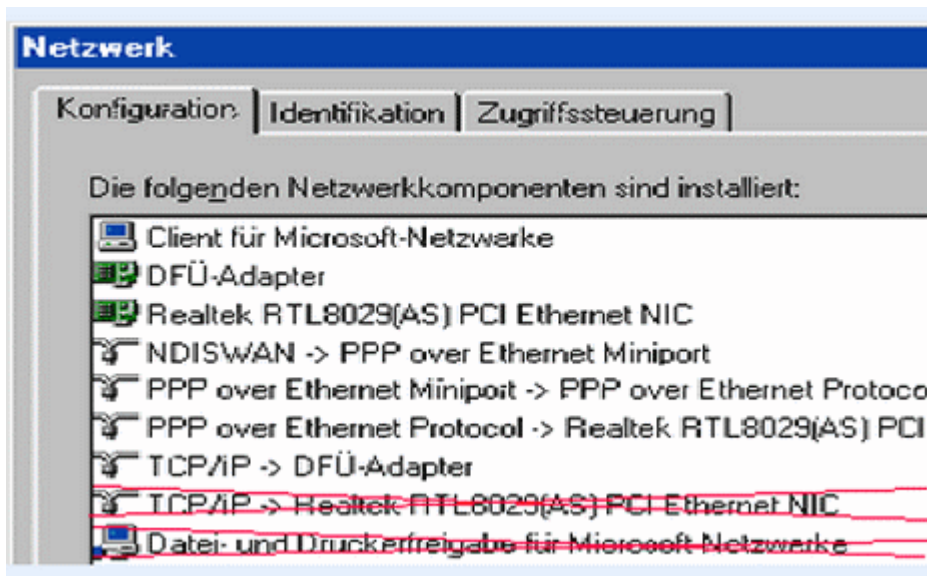 Netzwerk
Konfiguration Identifikation Zugriffssteuerung
Die folgenden Netzwerkkomponenten sind installiert:
Client für Microsoft-Netzwerke
DFÜ-Adapter
Realtek RTL8029(AS) PCI Ethernet NIC
NDISWAN -> PPP over Ethernet Miniport
PPP over Ethernet Miniport -> PPP over Ethernet Protoco
PPP over Ethernet Protocol -> Realtek RTL8029(AS) PCI
TCP/IP -> DFÜ-Adapter
TCP/IP -> Realtek RTL8029(AS) PCI Ethernet NIC
Datei- und Druckerfreigabe für Microsoft Netzwerke